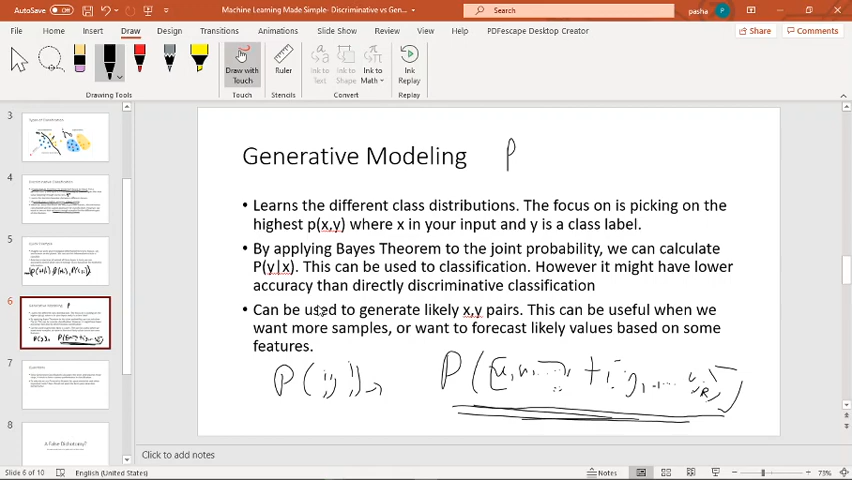 AutoSave Off
Machine Learning Made Simple- Discriminative vs Gen...
Search
pasha P
File Home Insert Draw Design Transitions Animations Slide Show Review View Help PDFescape Desktop Creator Share Comments
Draw with Touch
Ruler
Ink to Text
Ink to Shape
Ink to Math
Ink Replay
Drawing Tools Touch Stencils Convert Replay
3
4
5
6
7
8
A False Dichotomy?
Generative Modeling P
• Learns the different class distributions. The focus on is picking on the
highest p(x,y) where x in your input and y is a class label.
• By applying Bayes Theorem to the joint probability, we can calculate
P(y|x). This can be used to classification. However it might have lower
accuracy than directly discriminative classification
• Can be used to generate likely x,y pairs. This can be useful when we
want more samples, or want to forecast likely values based on some
features.
Click to add notes
Slide 6 of 10 English (United States) Notes 73%